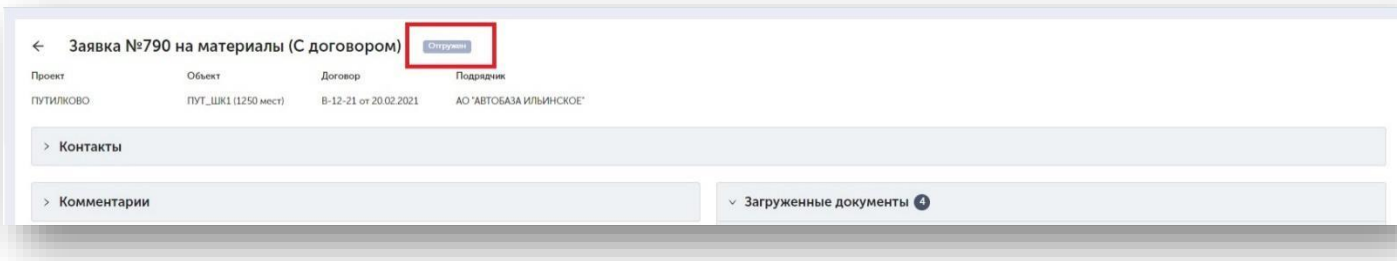 Заявка №790 на материалы (С договором) Отгружен
Проект Объект Договор Подрядчик
ПУТИЛКОВО ПУТ_ШК1 (1250 мест) В-12-21 от 20.02.2021 АО "АВТОБАЗА ИЛЬИНСКОЕ"
Контакты
Комментарии Загруженные документы 4